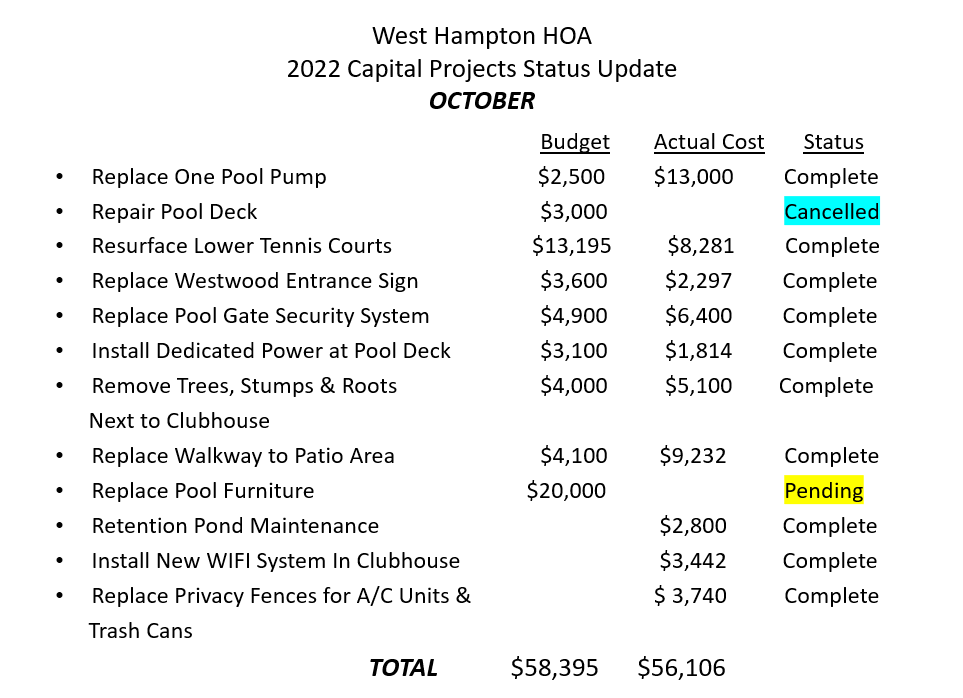 West Hampton HOA
2022 Capital Projects Status Update
OCTOBER
Budget Actual Cost Status
• Replace One Pool Pump $2,500 $13,000 Complete
• Repair Pool Deck $3,000 Cancelled
• Resurface Lower Tennis Courts $13,195 $8,281 Complete
• Replace Westwood Entrance Sign $3,600 $2,297 Complete
• Replace Pool Gate Security System $4,900 $6,400 Complete
• Install Dedicated Power at Pool Deck $3,100 $1,814 Complete
• Remove Trees, Stumps & Roots $4,000 $5,100 Complete
Next to Clubhouse
• Replace Walkway to Patio Area $4,100 $9,232 Complete
• Replace Pool Furniture $20,000 Pending
• Retention Pond Maintenance $2,800 Complete
• Install New WIFI System In Clubhouse $3,442 Complete
• Replace Privacy Fences for A/C Units & $ 3,740 Complete
Trash Cans
TOTAL $58,395 $56,106